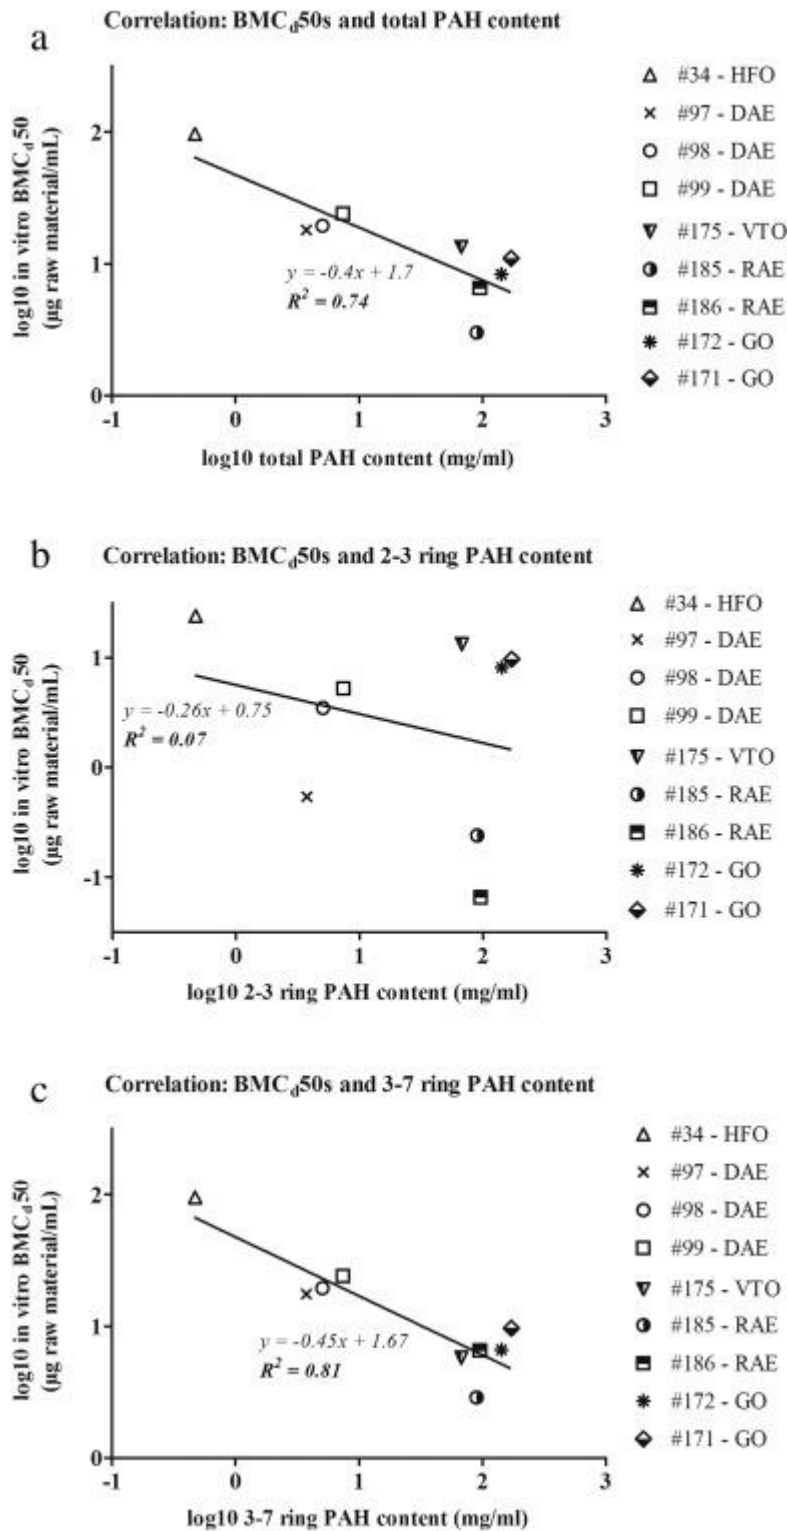 a
Correlation: BMCd50s and total PAH content
log10 in vitro BMCd50
(µg raw material/mL)
2
1
0
-1 0 1 2 3
y = -0.4x + 1.7
R² = 0.74
log10 total PAH content (mg/ml)
#34 - HFO
#97 - DAE
#98 - DAE
#99 - DAE
#175 - VTO
#185 - RAE
#186 - RAE
#172 - GO
#171 - GO
b
Correlation: BMCd50s and 2-3 ring PAH content
log10 in vitro BMCd50
(µg raw material/mL)
1
0
-1
-1 0 1 2 3
y = -0.26x + 0.75
R² = 0.07
log10 2-3 ring PAH content (mg/ml)
#34 - HFO
#97 - DAE
#98 - DAE
#99 - DAE
#175 - VTO
#185 - RAE
#186 - RAE
#172 - GO
#171 - GO
c
Correlation: BMCd50s and 3-7 ring PAH content
log10 in vitro BMCd50
(µg raw material/mL)
2
1
0
-1 0 1 2 3
y = -0.45x + 1.67
R² = 0.81
log10 3-7 ring PAH content (mg/ml)
#34 - HFO
#97 - DAE
#98 - DAE
#99 - DAE
#175 - VTO
#185 - RAE
#186 - RAE
#172 - GO
#171 - GO